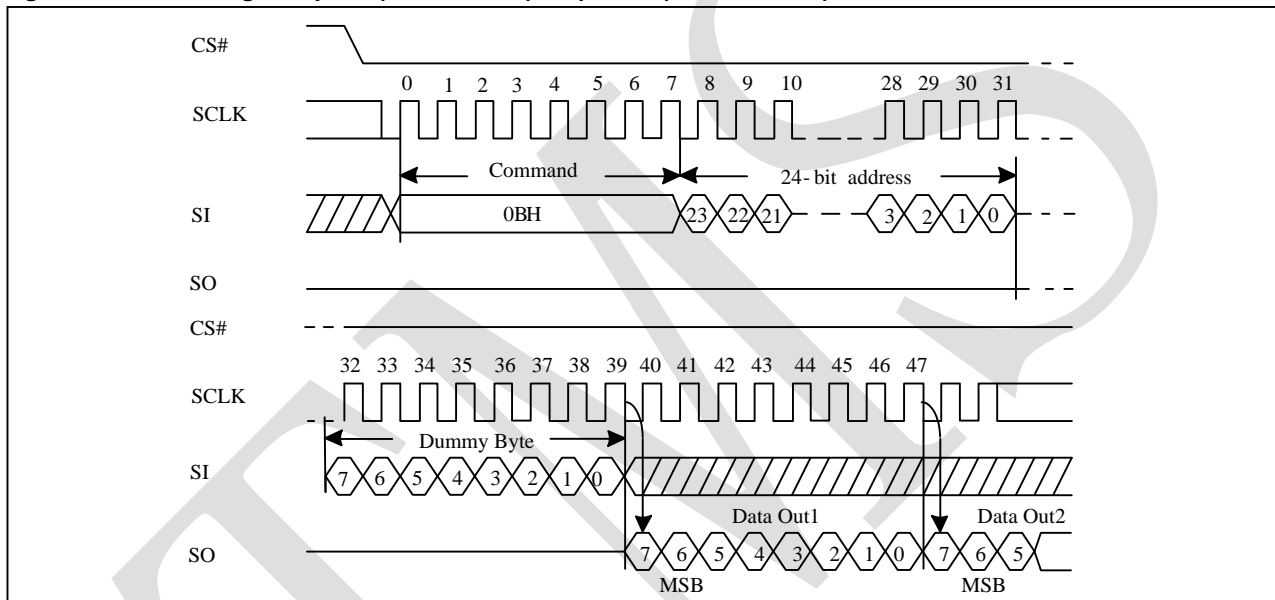 CS#
0 1 2 3 4 5 6 7 8 9 10 28 29 30 31
SCLK
Command 24-bit address
SI 0BH 23 22 21 3 2 1 0
SO
CS#
32 33 34 35 36 37 38 39 40 41 42 43 44 45 46 47
SCLK
Dummy Byte
SI 7 6 5 4 3 2 1 0
Data Out1 Data Out2
SO 7 6 5 4 3 2 1 0 7 6 5
MSB MSB